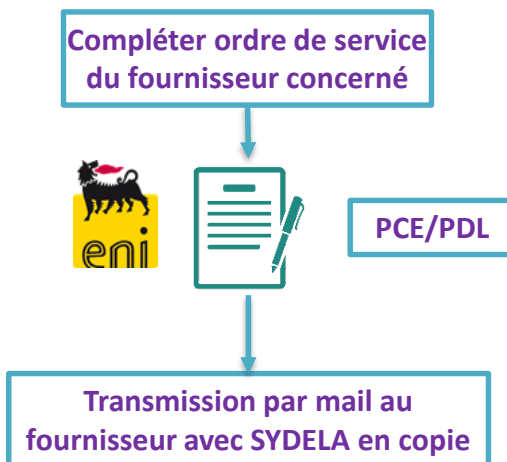 Compléter ordre de service
du fournisseur concerné
eni
PCE/PDL
Transmission par mail au
fournisseur avec SYDELA en copie